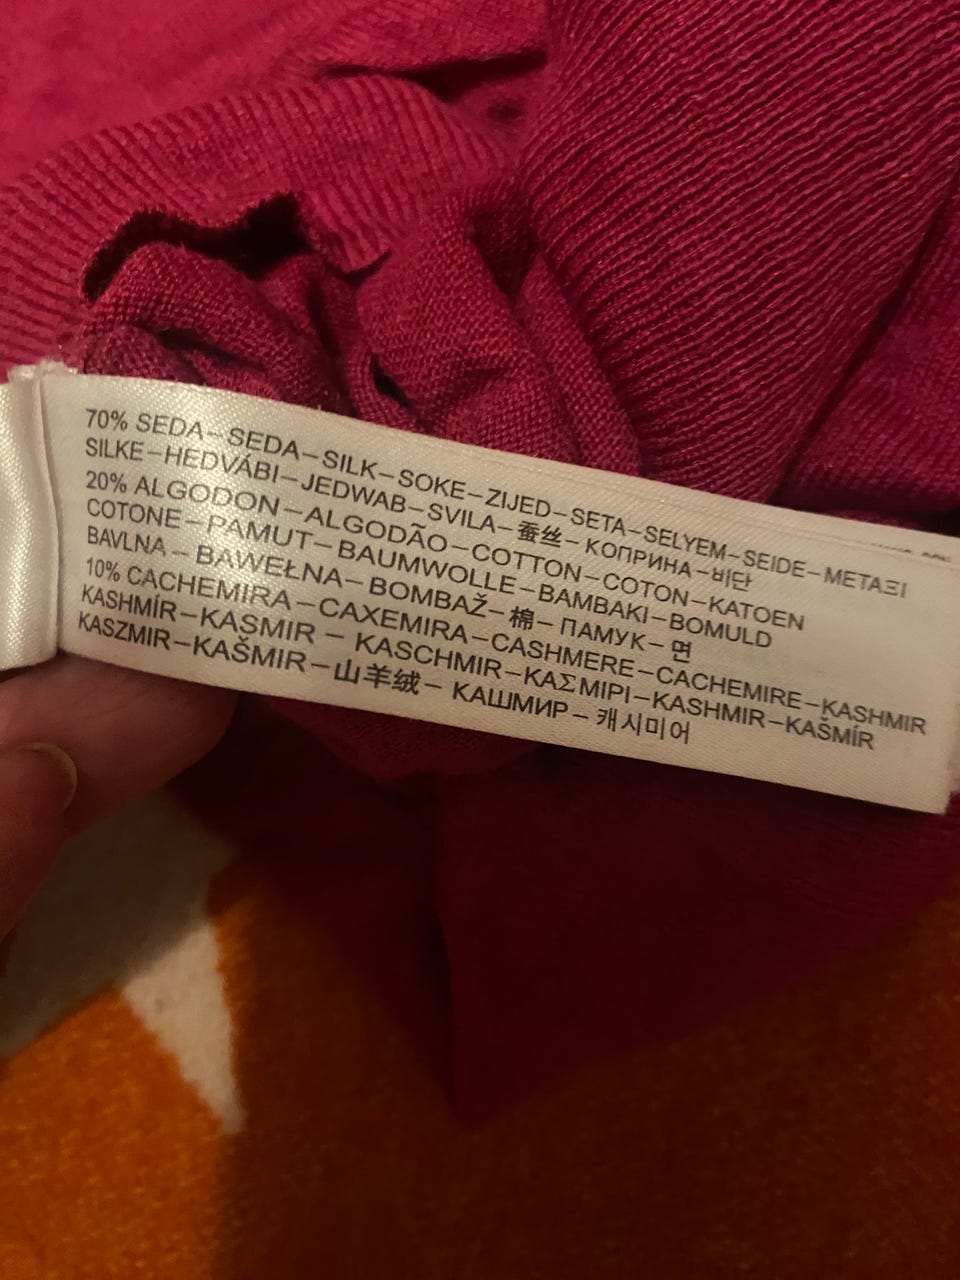 70% SEDA–SEDA–SILK–SOKE–ZIJED–SETA–SELYEM–SEIDE–ΜΕΤΑΞΙ
SILKE–HEDVÁBI–JEDWAB–SVILA–蚕丝–КОПРИНА–비단
20% ALGODON–ALGODÃO–COTTON–COTON–KATOEN
COTONE–PAMUT–BAUMWOLLE–BAMBAKI–BOMULD
BAVLNA–BAWEŁNA–BOMBAŽ–棉–ПАМУК–면
10% CACHEMIRA–CAXEMIRA–CASHMERE–CACHEMIRE–KASHMIR
KASHMÍR–KASMIR – KASCHMIR–ΚΑΣΜΙΡΙ–KASHMIR–KAŠMÍR
KASZMIR–KAŠMIR–山羊绒– КАШМИР–캐시미어